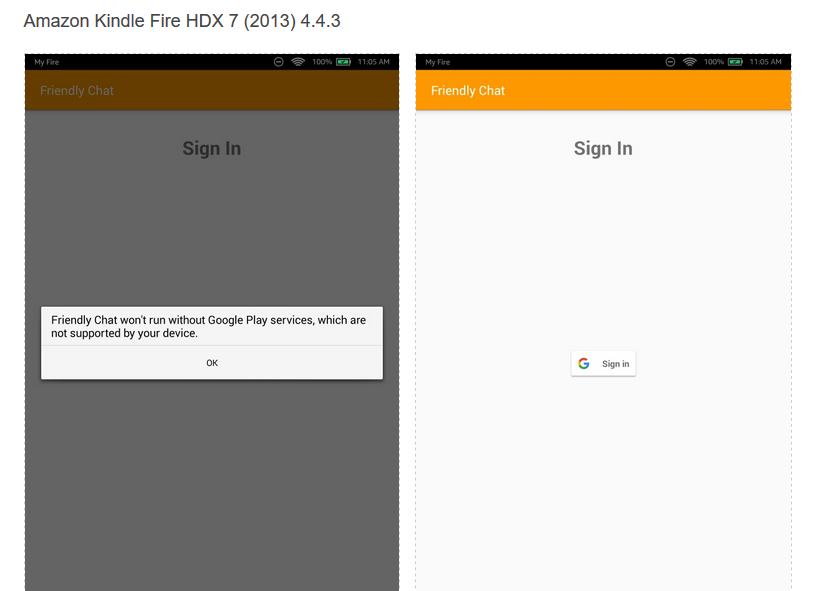 Amazon Kindle Fire HDX 7 (2013) 4.4.3
My Fire 100% 11:05 AM
Friendly Chat
Sign In
Friendly Chat won't run without Google Play services, which are
not supported by your device.
OK
My Fire 100% 11:05 AM
Friendly Chat
Sign In
G Sign in